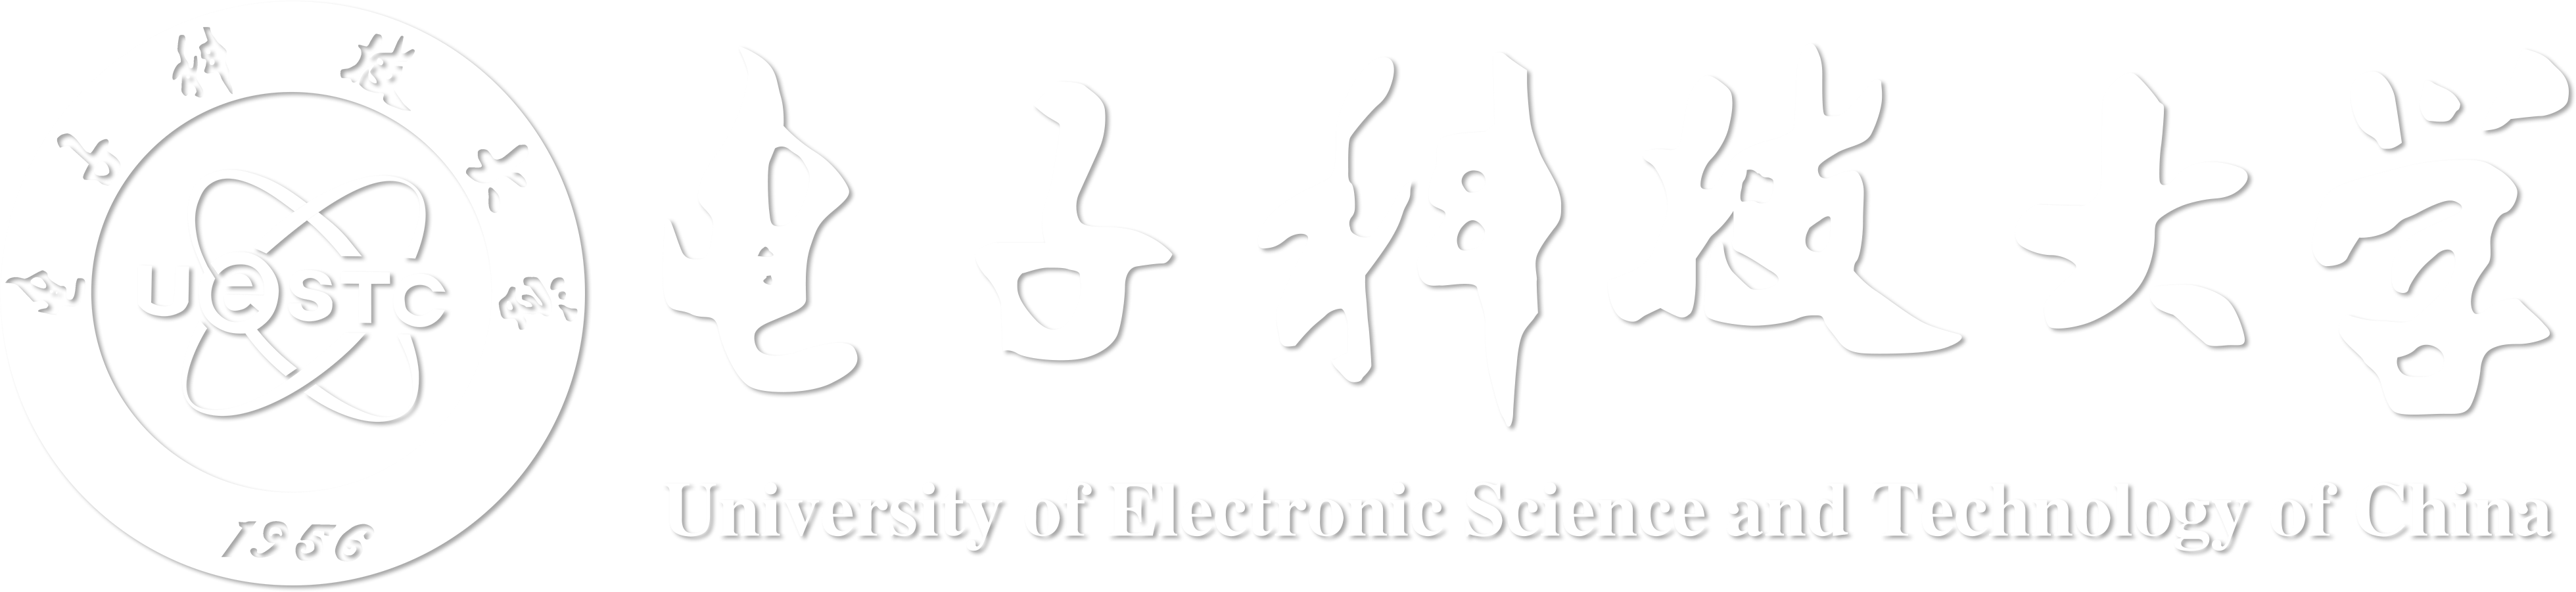 电子科技大学
UeSTC
1956
电子科技大学
University of Electronic Science and Technology of China